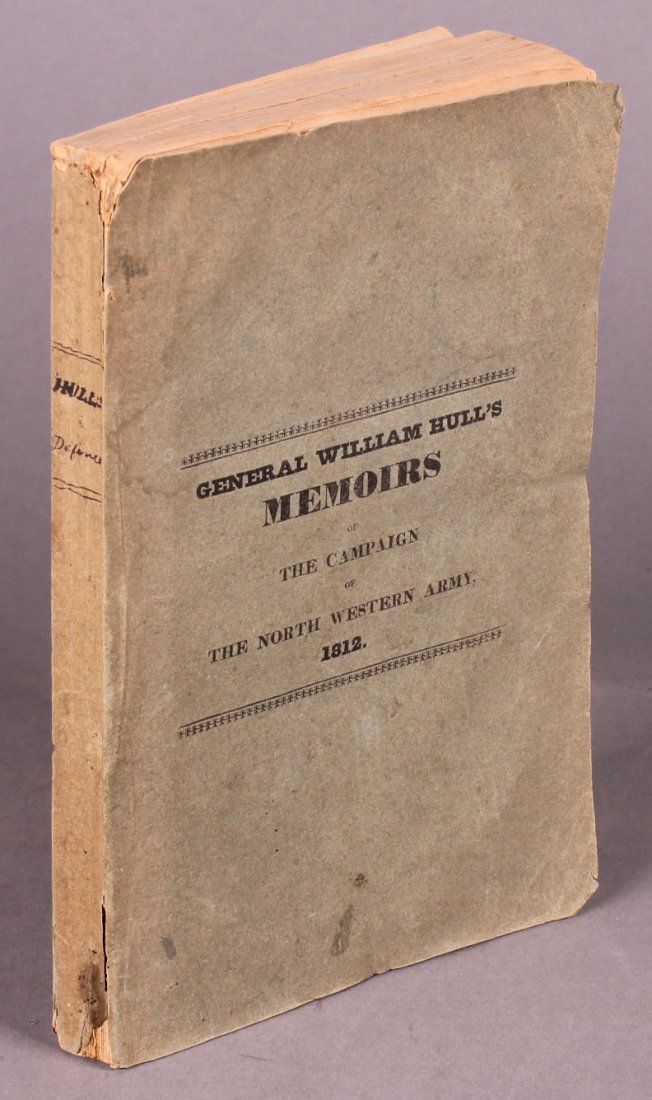 HULL'S
Defence
GENERAL WILLIAM HULL'S
MEMOIRS
OF
THE CAMPAIGN
OF
THE NORTH WESTERN ARMY,
1812.